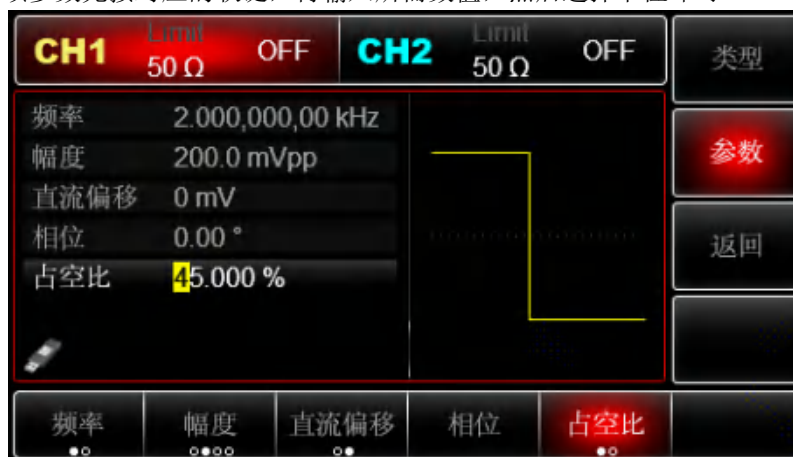 CH1 Limit 50 Ω OFF
CH2 Limit 50 Ω OFF
类型
频率 2.000,000,00 kHz
幅度 200.0 mVpp
直流偏移 0 mV
相位 0.00 °
占空比 45.000 %
参数
返回
频率 幅度 直流偏移 相位 占空比